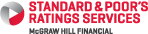 STANDARD & POOR'S
RATINGS SERVICES
McGRAW HILL FINANCIAL